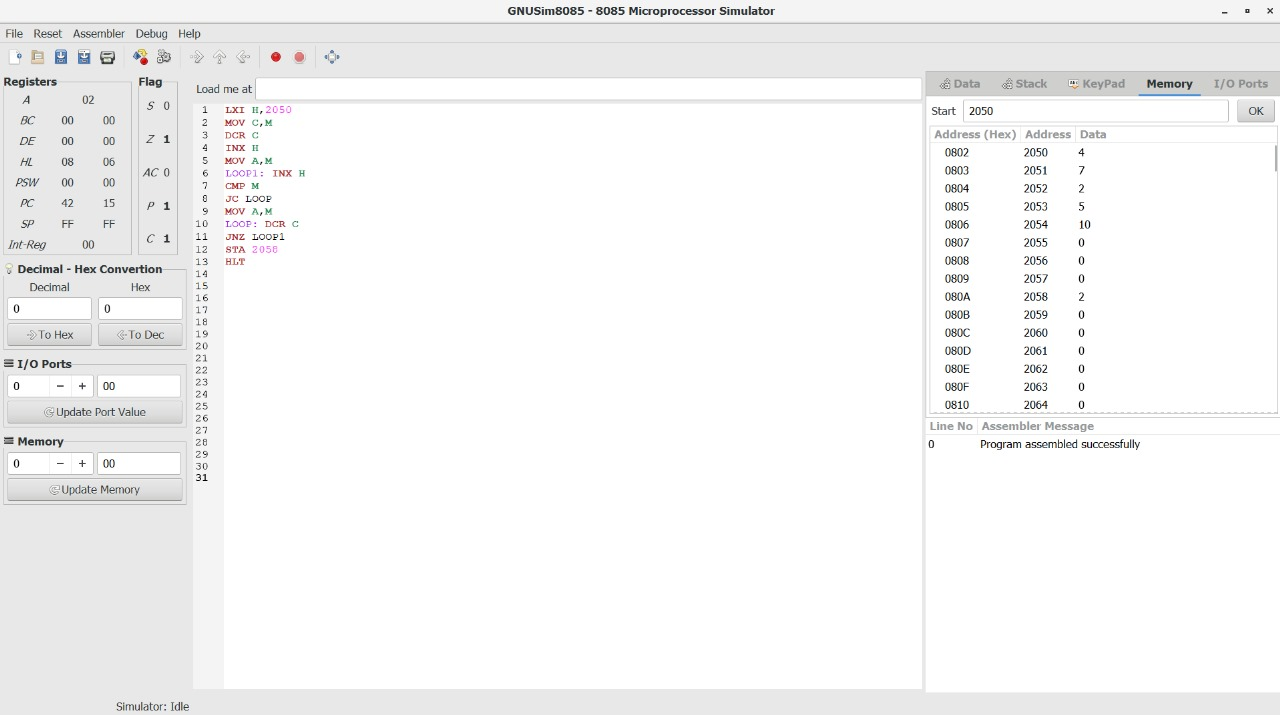 GNUSim8085 - 8085 Microprocessor Simulator
File Reset Assembler Debug Help
Registers
A 02
BC 00 00
DE 00 00
HL 08 06
PSW 00 00
PC 42 15
SP FF FF
Int-Reg 00
Flag
S 0
Z 1
AC 0
P 1
C 1
Decimal - Hex Convertion
Decimal Hex
0 0
To Hex To Dec
I/O Ports
0 − + 00
Update Port Value
Memory
0 − + 00
Update Memory
Load me at
1 LXI H,2050
2 MOV C,M
3 DCR C
4 INX H
5 MOV A,M
6 LOOP1: INX H
7 CMP M
8 JC LOOP
9 MOV A,M
10 LOOP: DCR C
11 JNZ LOOP1
12 STA 2058
13 HLT
14
15
16
17
18
19
20
21
22
23
24
25
26
27
28
29
30
31
Data Stack KeyPad Memory I/O Ports
Start 2050 OK
Address (Hex) Address Data
0802 2050 4
0803 2051 7
0804 2052 2
0805 2053 5
0806 2054 10
0807 2055 0
0808 2056 0
0809 2057 0
080A 2058 2
080B 2059 0
080C 2060 0
080D 2061 0
080E 2062 0
080F 2063 0
0810 2064 0
Line No Assembler Message
0 Program assembled successfully
Simulator: Idle